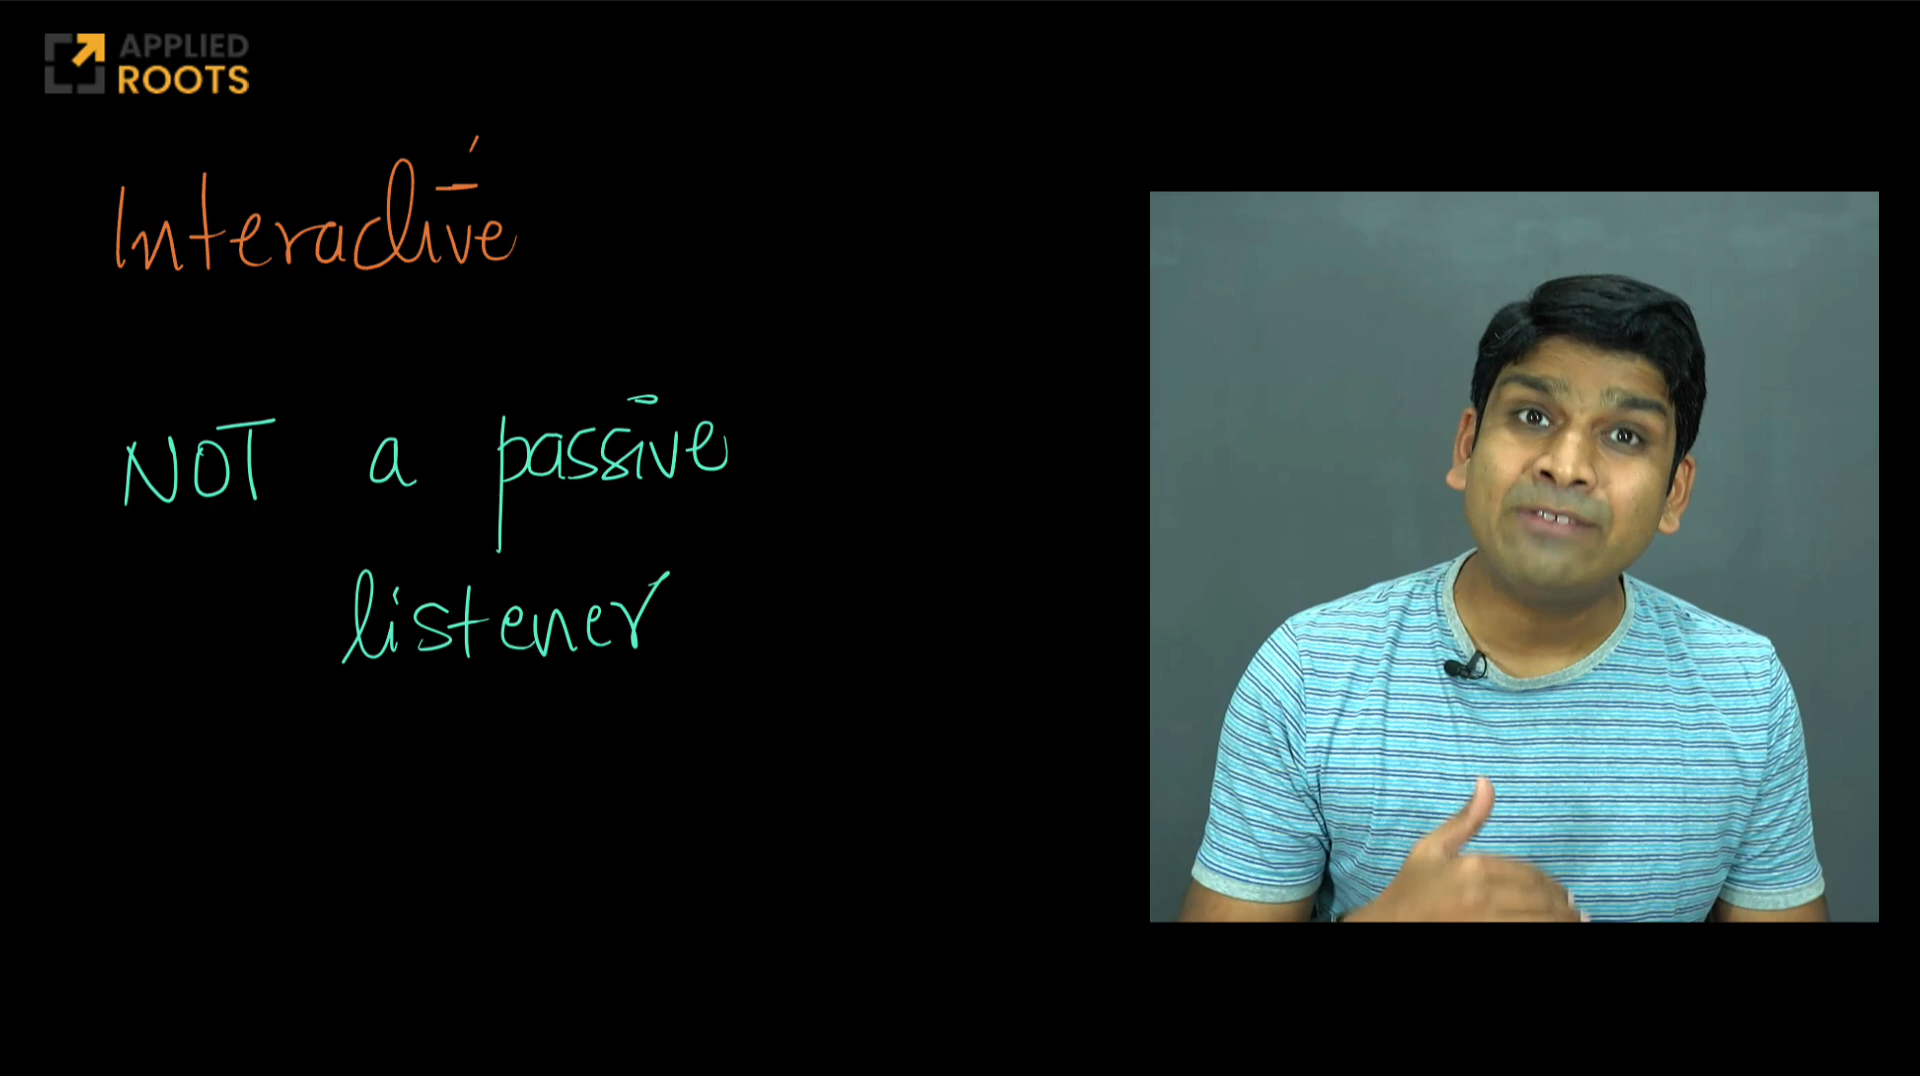 APPLIED
ROOTS
Interactive
NOT a passive
listener